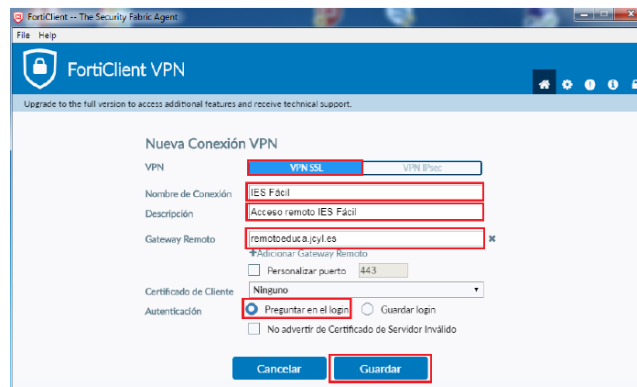 FortiClient -- The Security Fabric Agent
File Help
FortiClient VPN
Upgrade to the full version to access additional features and receive technical support.
Nueva Conexión VPN
VPN VPN SSL VPN IPsec
Nombre de Conexión IES Fácil
Descripción Acceso remoto IES Fácil
Gateway Remoto remotoeduca.jcyl.es
+Adicionar Gateway Remoto
Personalizar puerto 443
Certificado de Cliente Ninguno
Autenticación Preguntar en el login Guardar login
No advertir de Certificado de Servidor Inválido
Cancelar Guardar